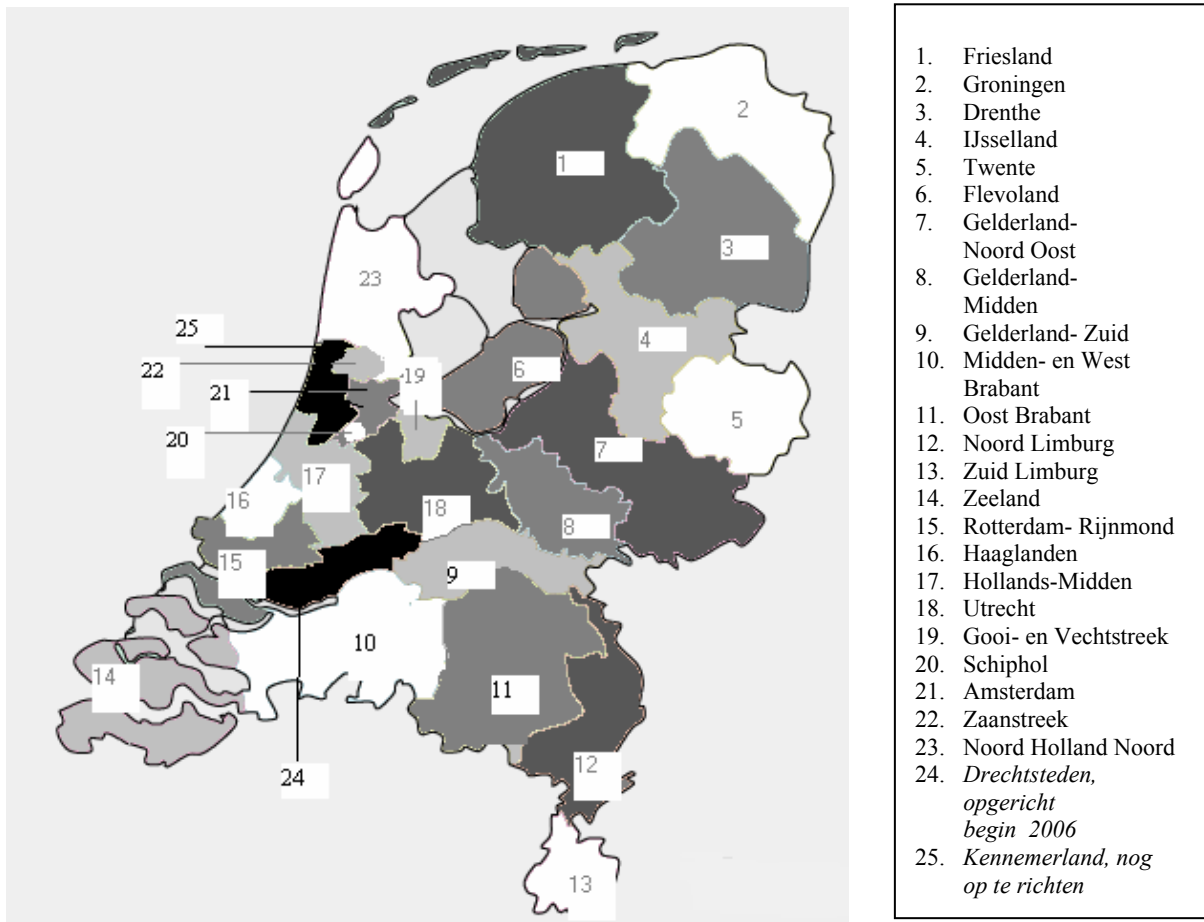 2
1
3
23
25
4
22
19
6
21
5
20
7
17
16
18
8
15
9
10
14
11
24
12
13
1. Friesland
2. Groningen
3. Drenthe
4. IJsselland
5. Twente
6. Flevoland
7. Gelderland-
Noord Oost
8. Gelderland-
Midden
9. Gelderland- Zuid
10. Midden- en West
Brabant
11. Oost Brabant
12. Noord Limburg
13. Zuid Limburg
14. Zeeland
15. Rotterdam- Rijnmond
16. Haaglanden
17. Hollands-Midden
18. Utrecht
19. Gooi- en Vechtstreek
20. Schiphol
21. Amsterdam
22. Zaanstreek
23. Noord Holland Noord
24. Drechtsteden,
opgericht
begin 2006
25. Kennemerland, nog
op te richten